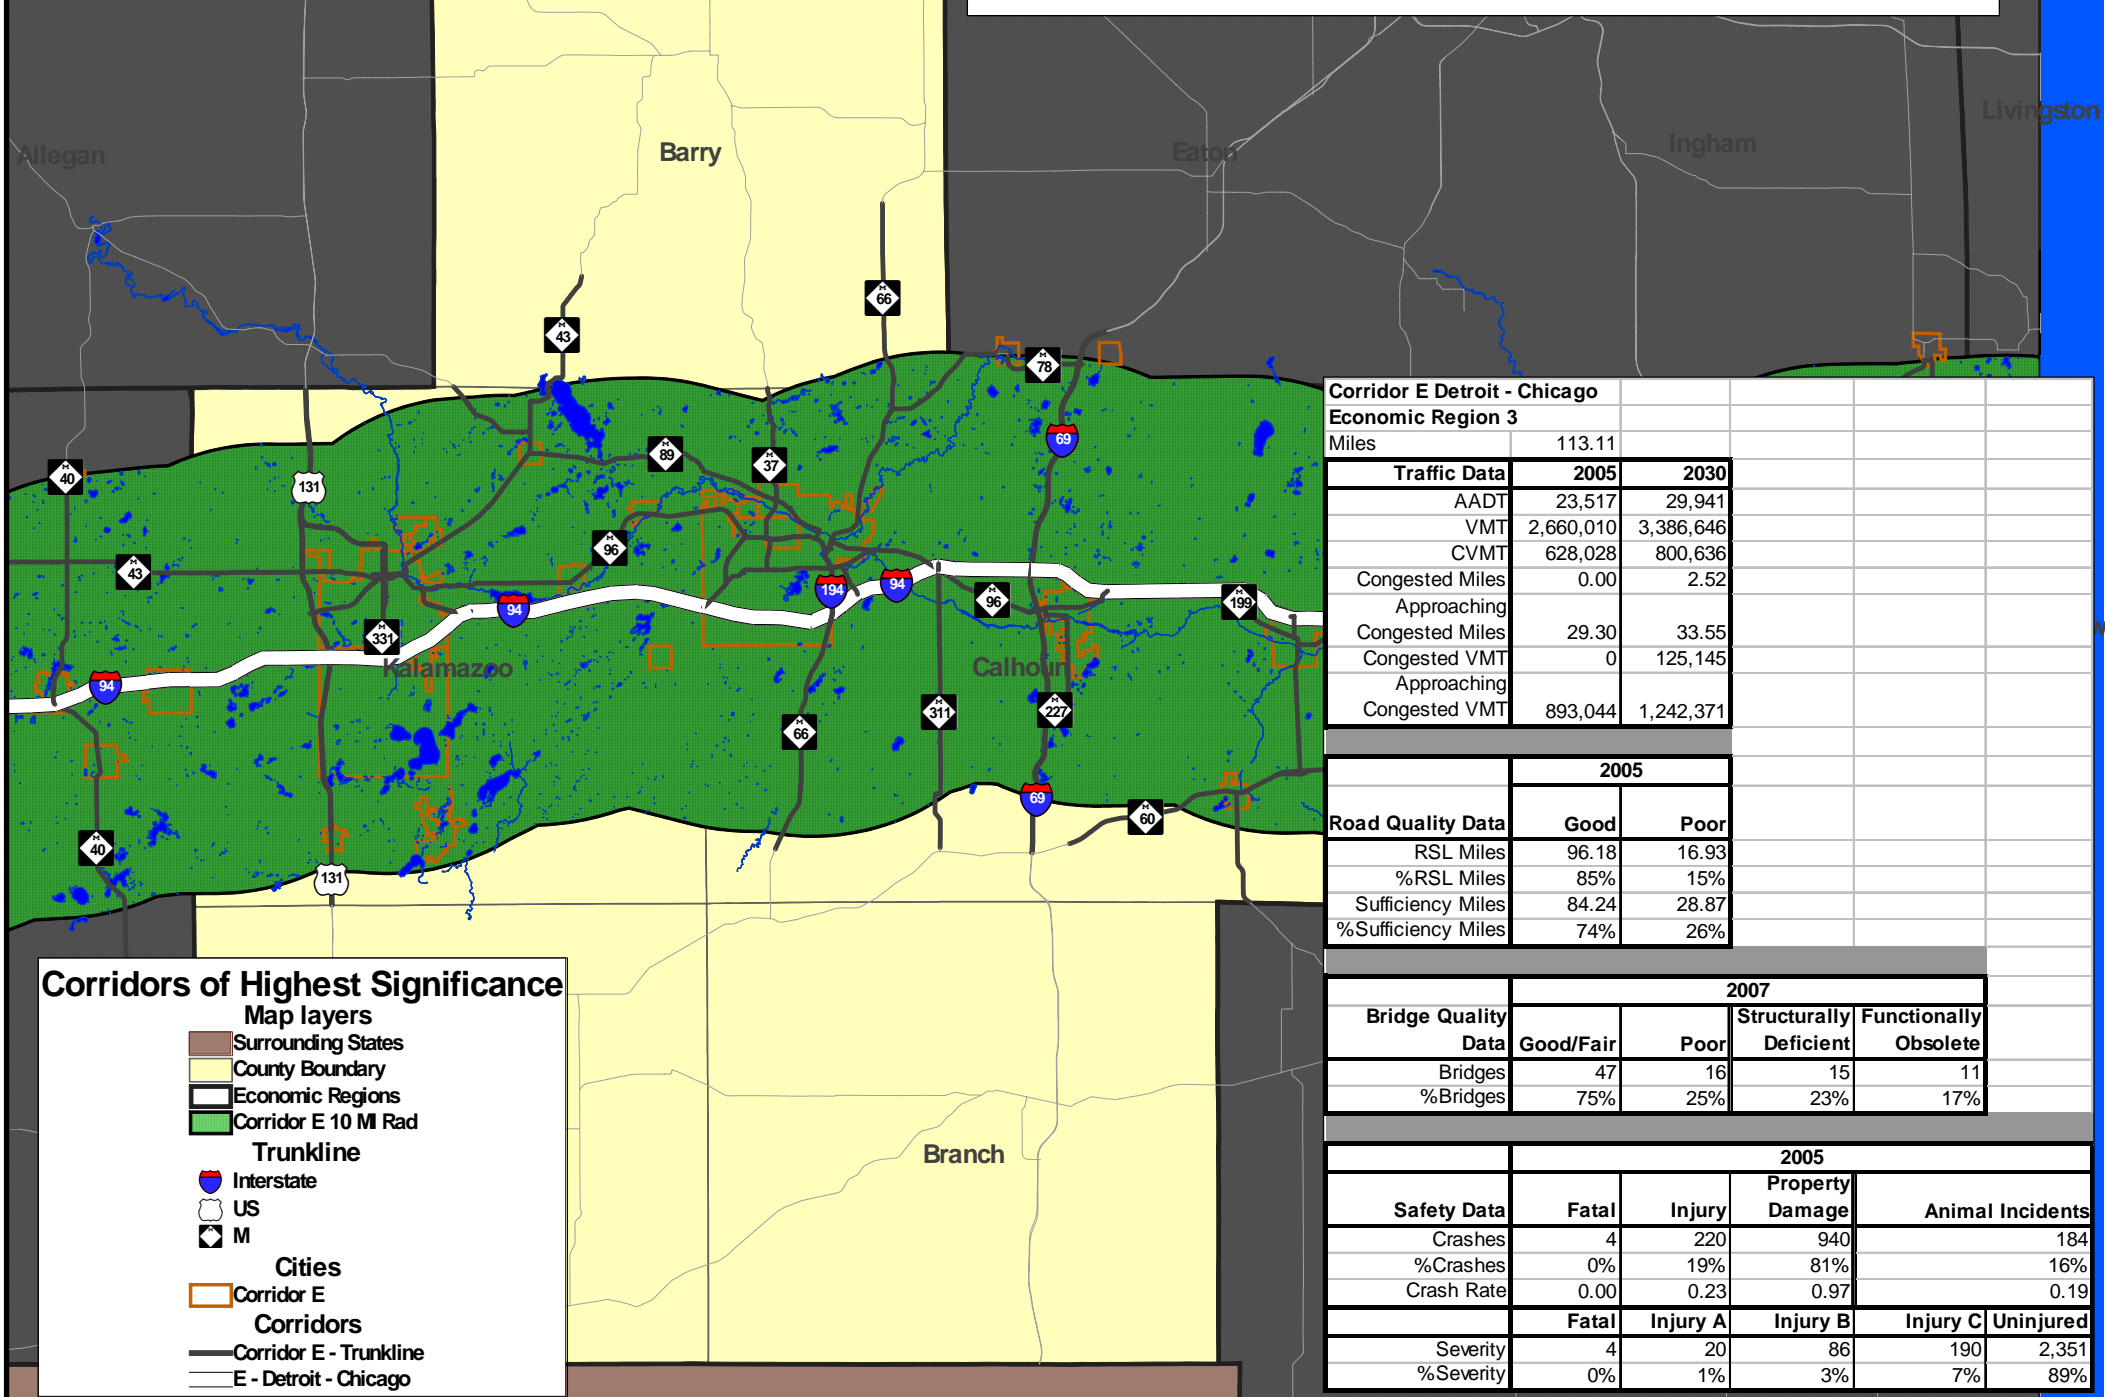 Livingston
Allegan
Barry
Eaton
Ingham
M 66
M 43
M 78
69
M 89
M 37
M 40
131
M 96
M 43
194
94
94
M 96
M 199
M 331
Kalamazoo
Calhoun
94
M 311
M 227
M 66
69
M 60
M 40
131
Branch
Corridor E Detroit - Chicago
Economic Region 3
Miles 113.11
Traffic Data 2005 2030
AADT 23,517 29,941
VMT 2,660,010 3,386,646
CVMT 628,028 800,636
Congested Miles 0.00 2.52
Approaching
Congested Miles 29.30 33.55
Congested VMT 0 125,145
Approaching
Congested VMT 893,044 1,242,371
2005
Road Quality Data Good Poor
RSL Miles 96.18 16.93
%RSL Miles 85% 15%
Sufficiency Miles 84.24 28.87
%Sufficiency Miles 74% 26%
2007
Bridge Quality Structurally Functionally
Data Good/Fair Poor Deficient Obsolete
Bridges 47 16 15 11
%Bridges 75% 25% 23% 17%
2005
Property
Safety Data Fatal Injury Damage Animal Incidents
Crashes 4 220 940 184
%Crashes 0% 19% 81% 16%
Crash Rate 0.00 0.23 0.97 0.19
Fatal Injury A Injury B Injury C Uninjured
Severity 4 20 86 190 2,351
%Severity 0% 1% 3% 7% 89%
Corridors of Highest Significance
Map layers
Surrounding States
County Boundary
Economic Regions
Corridor E 10 MI Rad
Trunkline
Interstate
US
M
Cities
Corridor E
Corridors
Corridor E - Trunkline
E - Detroit - Chicago